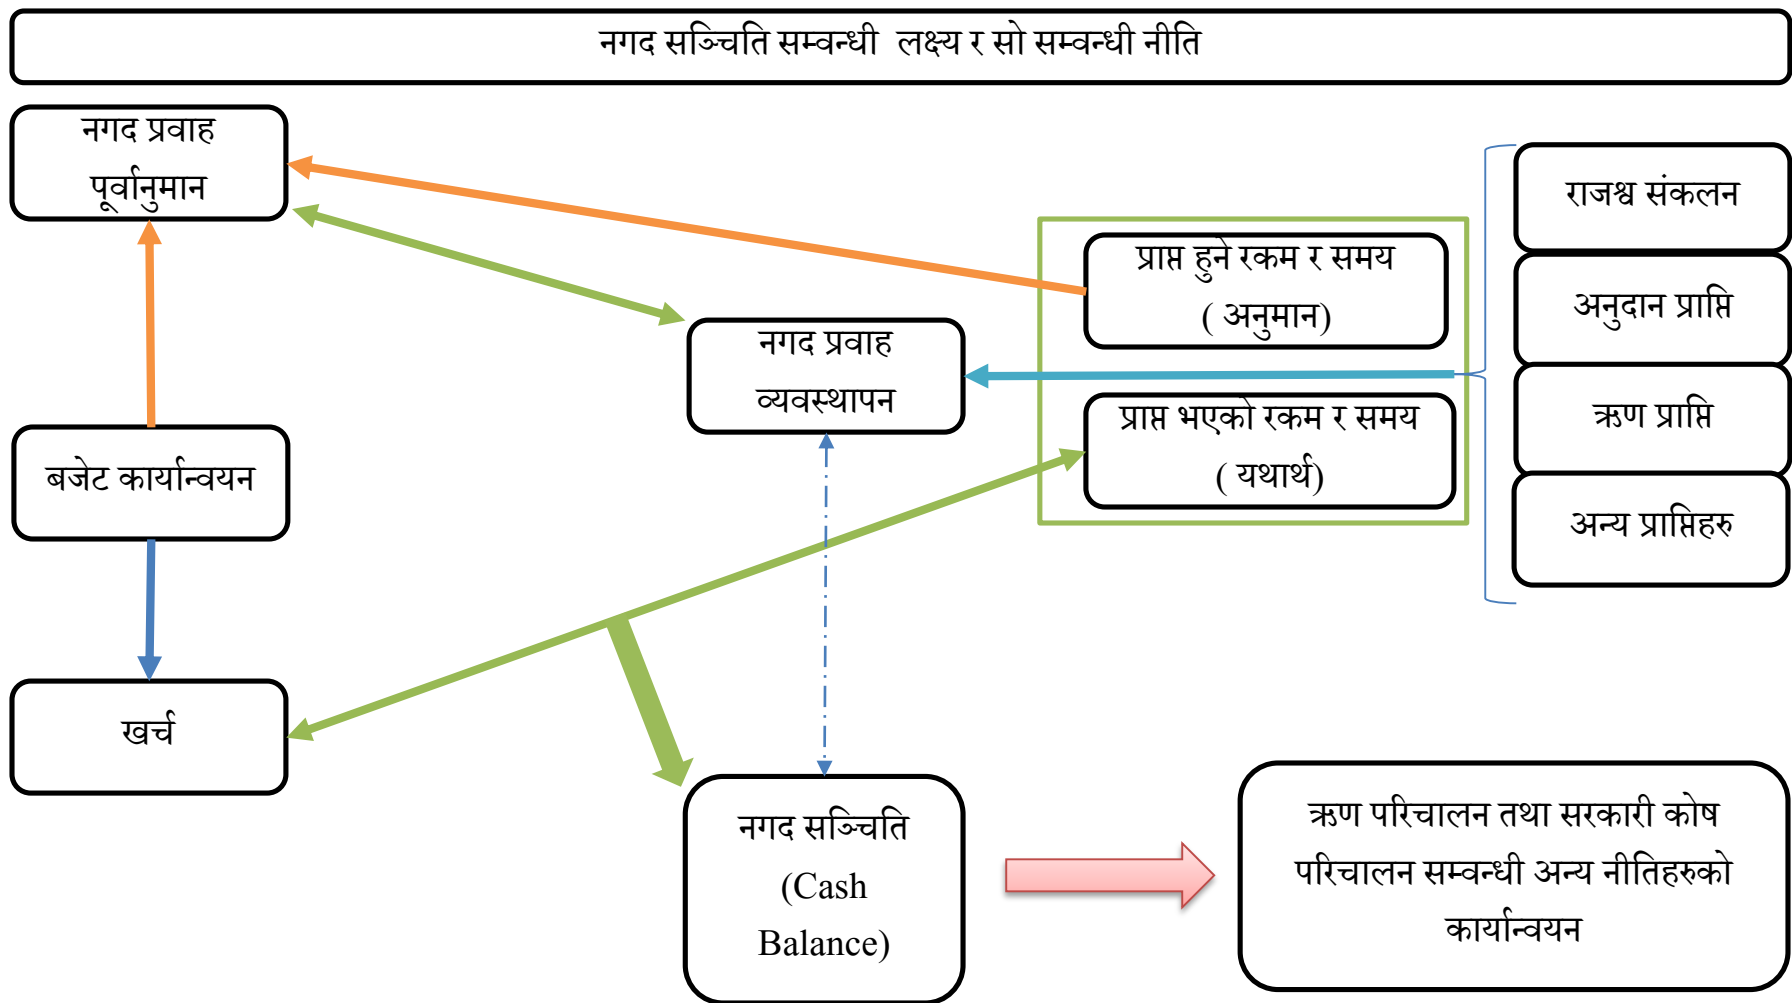 नगद सञ्चिति सम्वन्धी लक्ष्य र सो सम्वन्धी नीति
नगद प्रवाह
पूर्वानुमान
राजश्व संकलन
प्राप्त हुने रकम र समय
( अनुमान)
अनुदान प्राप्ति
नगद प्रवाह
व्यवस्थापन
प्राप्त भएको रकम र समय
( यथार्थ)
ऋण प्राप्ति
बजेट कार्यान्वयन
अन्य प्राप्तिहरु
खर्च
नगद सञ्चिति
(Cash
Balance)
ऋण परिचालन तथा सरकारी कोष
परिचालन सम्वन्धी अन्य नीतिहरुको
कार्यान्वयन